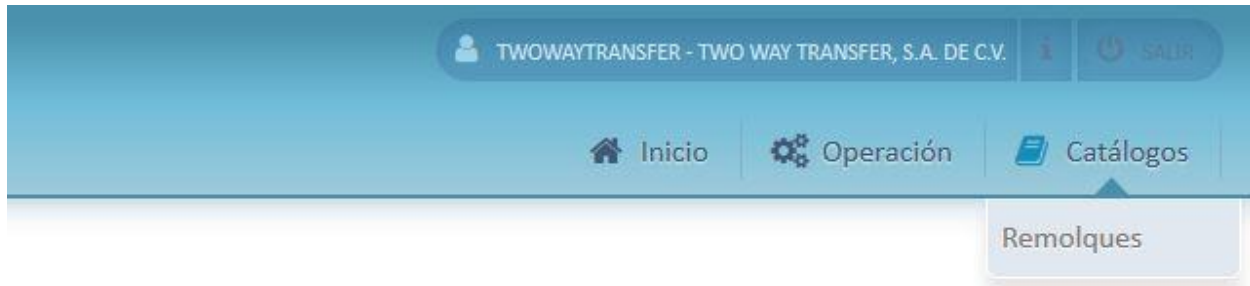 TWOWAYTRANSFER - TWO WAY TRANSFER, S.A. DE C.V. i SALIR
Inicio Operación Catálogos
Remolques